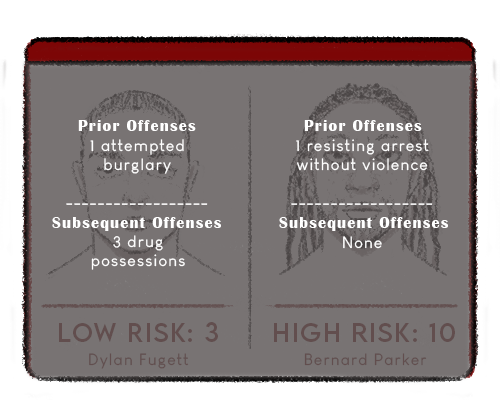 Prior Offenses
1 attempted
burglary
Subsequent Offenses
3 drug
possessions
LOW RISK: 3
Dylan Fugett
Prior Offenses
1 resisting arrest
without violence
Subsequent Offenses
None
HIGH RISK: 10
Bernard Parker